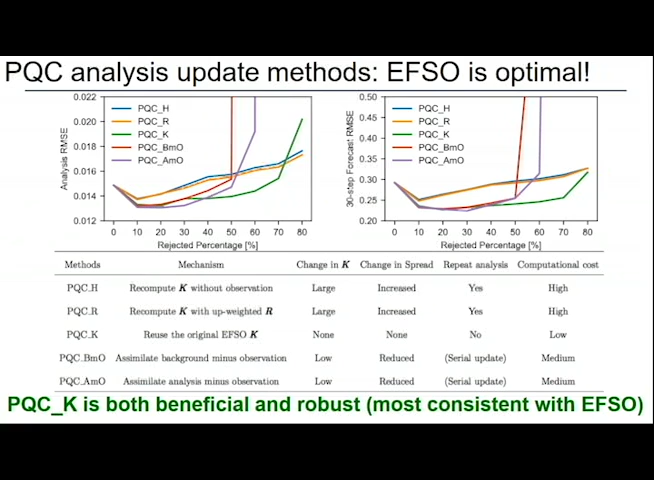 PQC analysis update methods: EFSO is optimal!
Analysis RMSE
0.022
0.020
0.018
0.016
0.014
0.012
PQC_H
PQC_R
PQC_K
PQC_BmO
PQC_AmO
0 10 20 30 40 50 60 70 80
Rejected Percentage [%]
30-step Forecast RMSE
0.50
0.45
0.40
0.35
0.30
0.25
0.20
PQC_H
PQC_R
PQC_K
PQC_BmO
PQC_AmO
0 10 20 30 40 50 60 70 80
Rejected Percentage [%]
Methods Mechanism Change in K Change in Spread Repeat analysis Computational cost
PQC_H Recompute K without observation Large Increased Yes High
PQC_R Recompute K with up-weighted R Large Increased Yes High
PQC_K Reuse the original EFSO K None None No Low
PQC_BmO Assimilate background minus observation Low Reduced (Serial update) Medium
PQC_AmO Assimilate analysis minus observation Low Reduced (Serial update) Medium
PQC_K is both beneficial and robust (most consistent with EFSO)